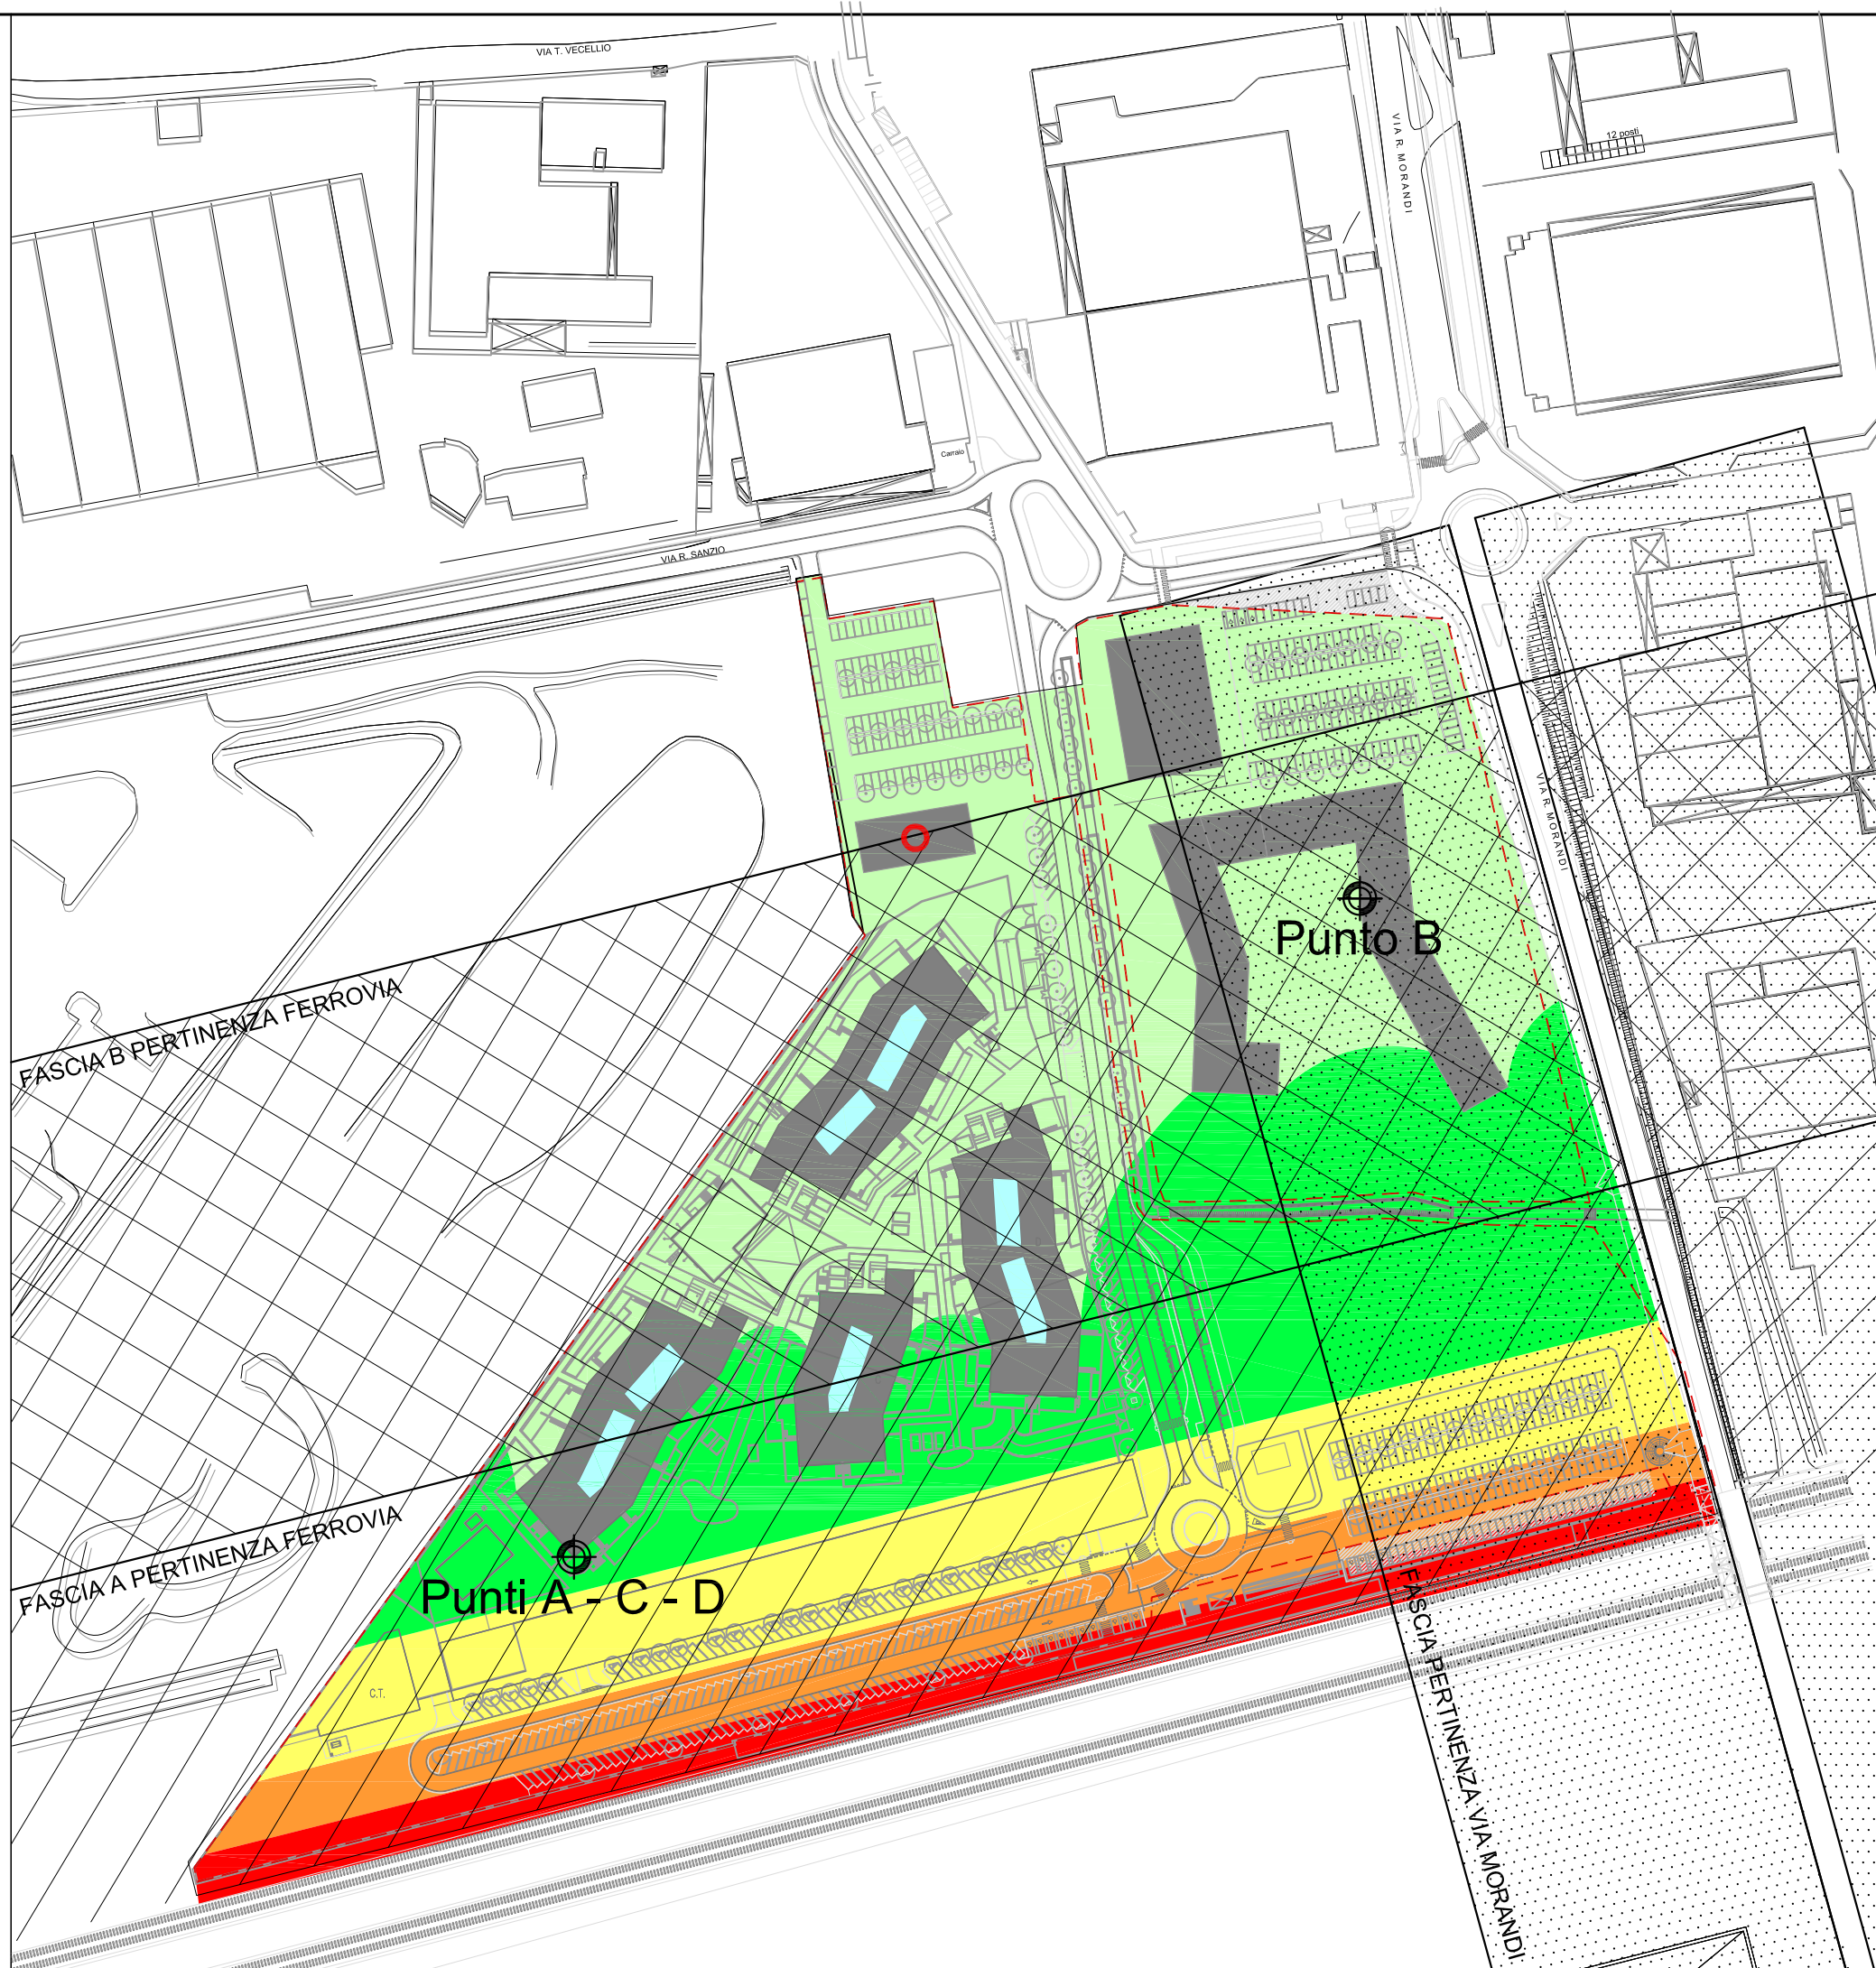 VIA T. VECELLIO
VIA R. MORANDI
12 posti
Carraio
VIA R. SANZIO
VIA R. MORANDI
Punto B
FASCIA B PERTINENZA FERROVIA
FASCIA A PERTINENZA FERROVIA
Punti A - C - D
C.T.
FASCIA PERTINENZA VIA MORANDI